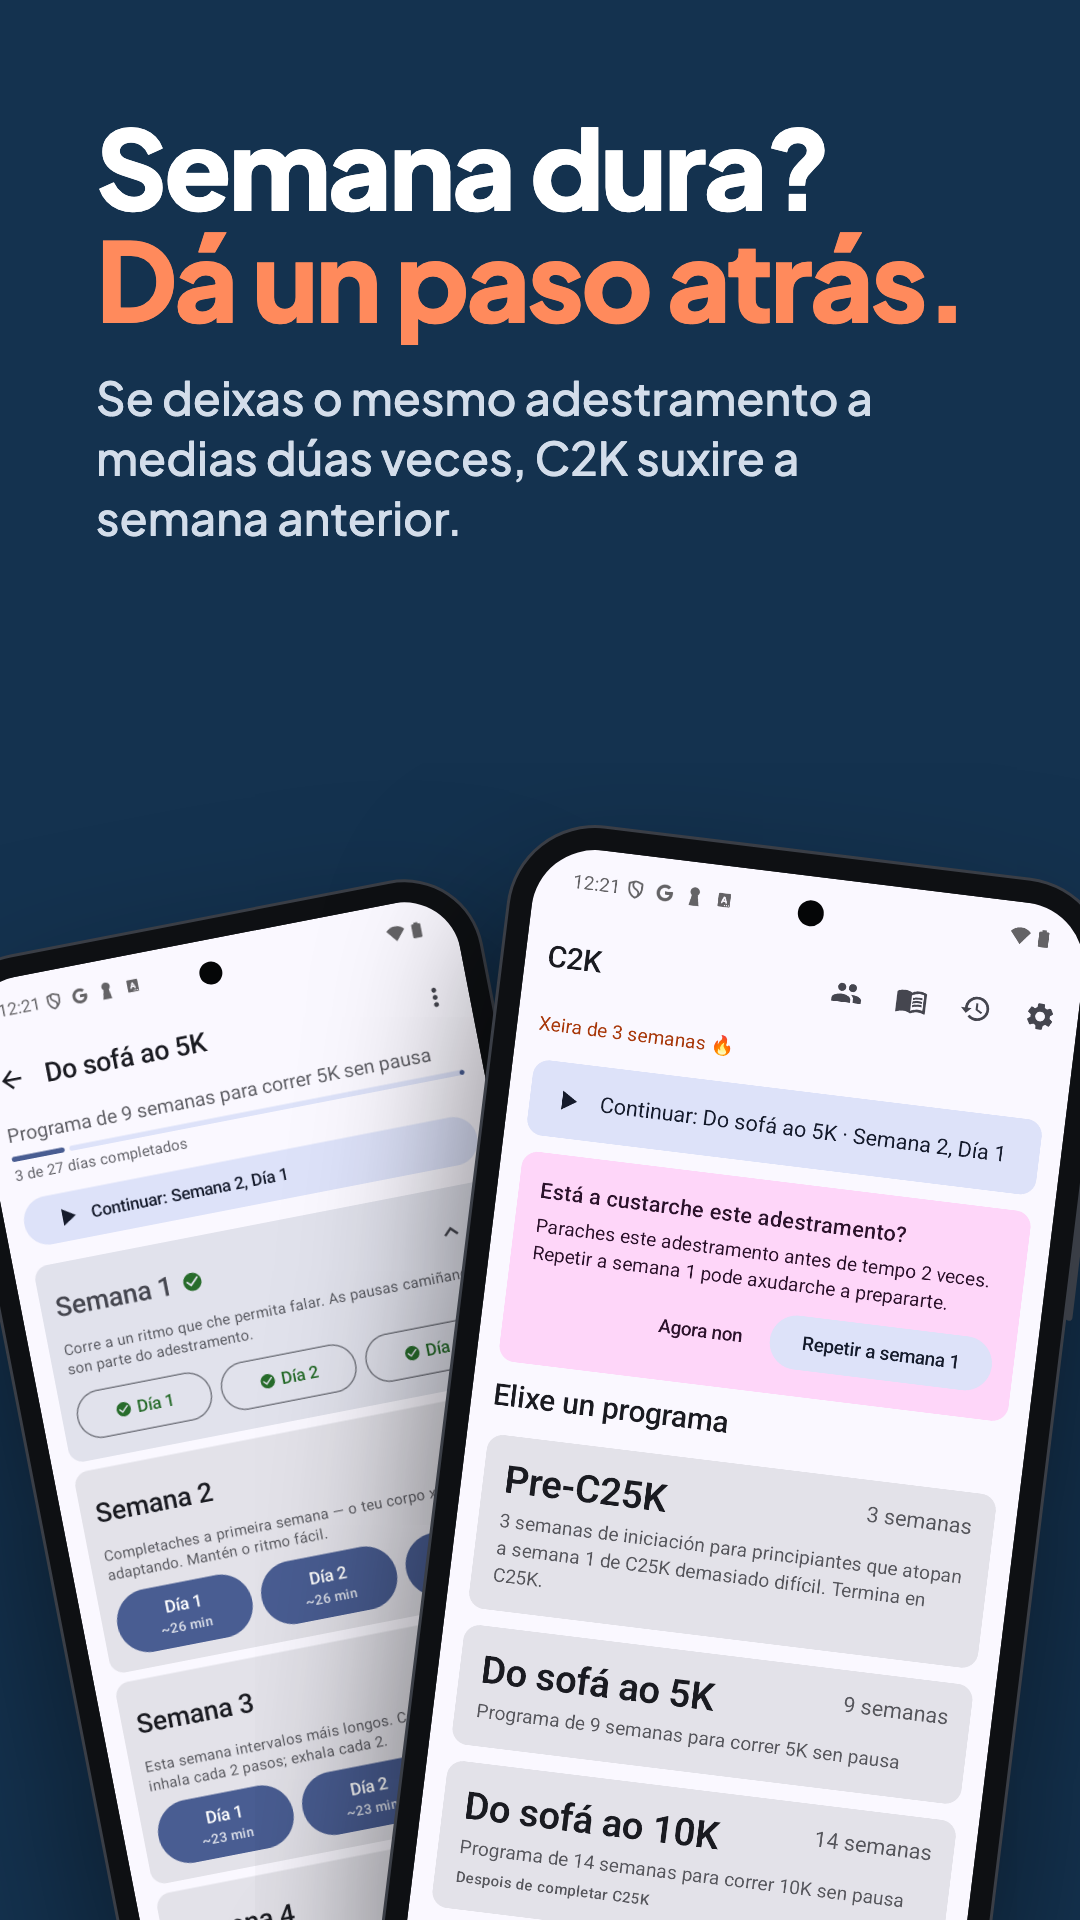 Semana dura?
Dá un paso atrás.
Se deixas o mesmo adestramento a
medias dúas veces, C2K suxire a
semana anterior.
12:21
Do sofá ao 5K
Programa de 9 semanas para correr 5K sen pausa
3 de 27 días completados
Continuar: Semana 2, Día 1
Semana 1
Corre a un ritmo que che permita falar. As pausas camiñan
son parte do adestramento.
Día 1
Día 2
Día
Semana 2
Completaches a primeira semana — o teu corpo x
adaptando. Mantén o ritmo fácil.
Día 1
~26 min
Día 2
~26 min
Semana 3
Esta semana intervalos máis longos. C
inhala cada 2 pasos; exhala cada 2.
Día 1
~23 min
Día 2
~23 min
na 4
12:21
C2K
Xeira de 3 semanas 🔥
Continuar: Do sofá ao 5K · Semana 2, Día 1
Está a custarche este adestramento?
Paraches este adestramento antes de tempo 2 veces.
Repetir a semana 1 pode axudarche a prepararte.
Agora non
Repetir a semana 1
Elixe un programa
Pre-C25K
3 semanas
3 semanas de iniciación para principiantes que atopan
a semana 1 de C25K demasiado difícil. Termina en
C25K.
Do sofá ao 5K
9 semanas
Programa de 9 semanas para correr 5K sen pausa
Do sofá ao 10K
14 semanas
Programa de 14 semanas para correr 10K sen pausa
Despois de completar C25K